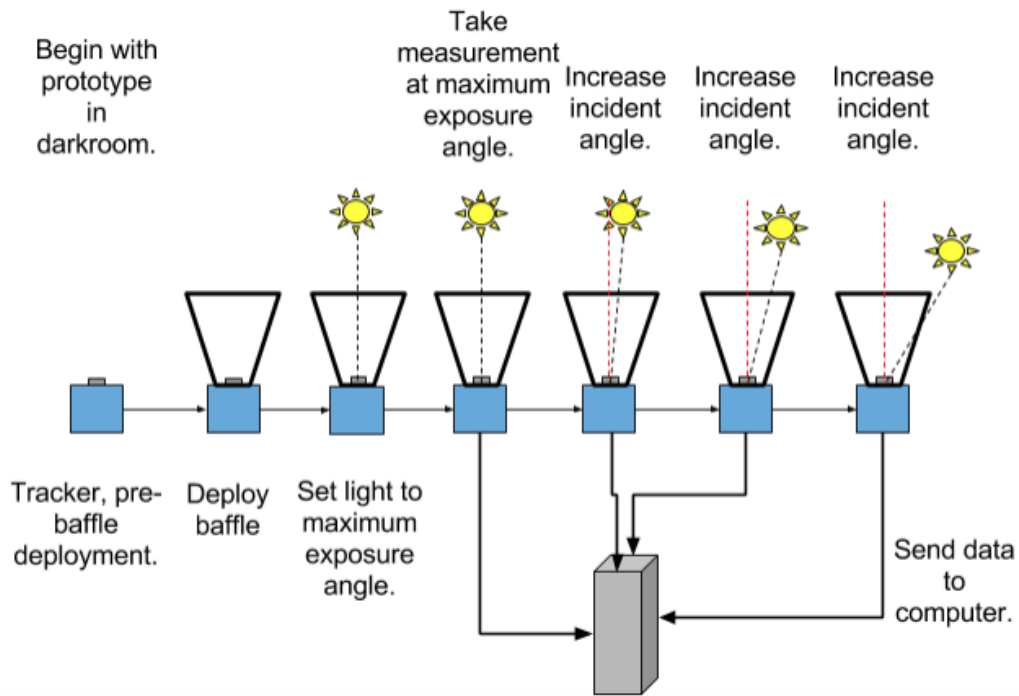 Begin with
prototype
in
darkroom.
Take
measurement
at maximum
exposure
angle.
Increase
incident
angle.
Increase
incident
angle.
Increase
incident
angle.
Tracker, pre-
baffle
deployment.
Deploy
baffle
Set light to
maximum
exposure
angle.
Send data
to
computer.